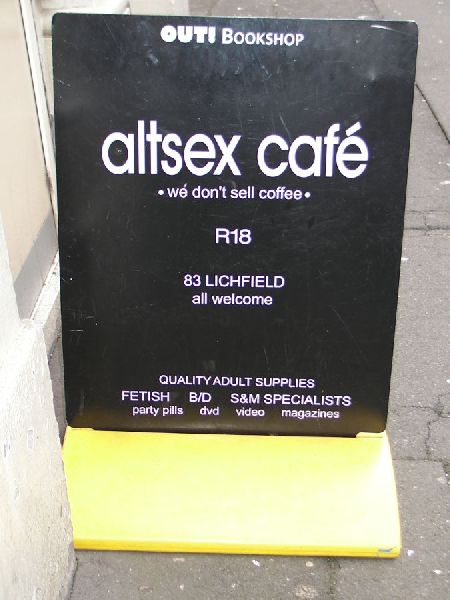 OUT! BOOKSHOP
altsex café
• wé don't sell coffee •
R18
83 LICHFIELD
all welcome
QUALITY ADULT SUPPLIES
FETISH B/D S&M SPECIALISTS
party pills dvd video magazines